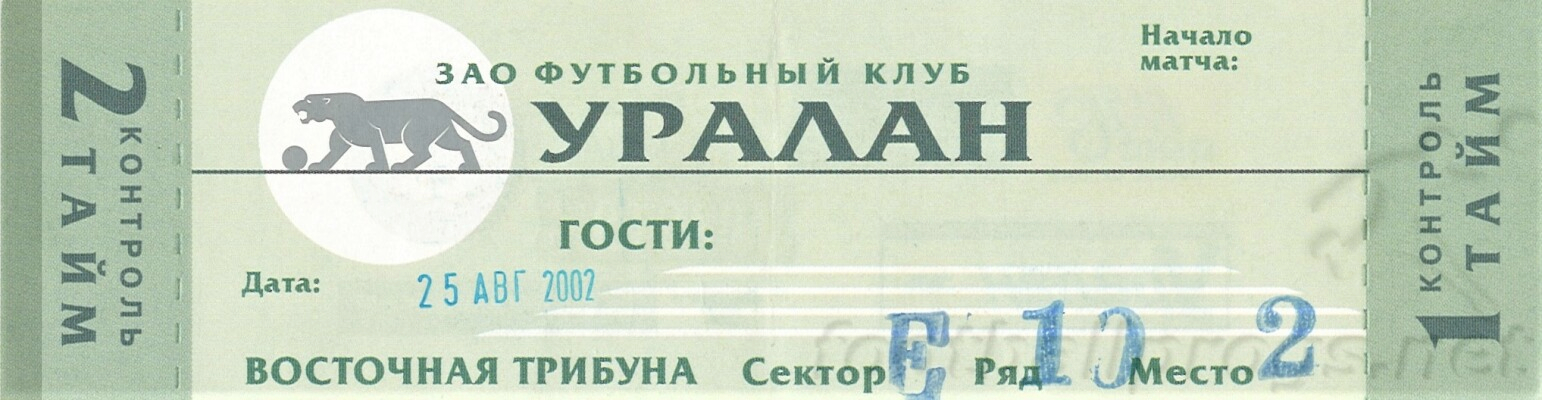 2 ТАЙМ
КОНТРОЛЬ
ЗАО ФУТБОЛЬНЫЙ КЛУБ
УРАЛАН
Начало
матча:
ГОСТИ:
Дата: 25 АВГ 2002
ВОСТОЧНАЯ ТРИБУНА Сектор Е Ряд 10 Место 2
КОНТРОЛЬ
1 ТАЙМ